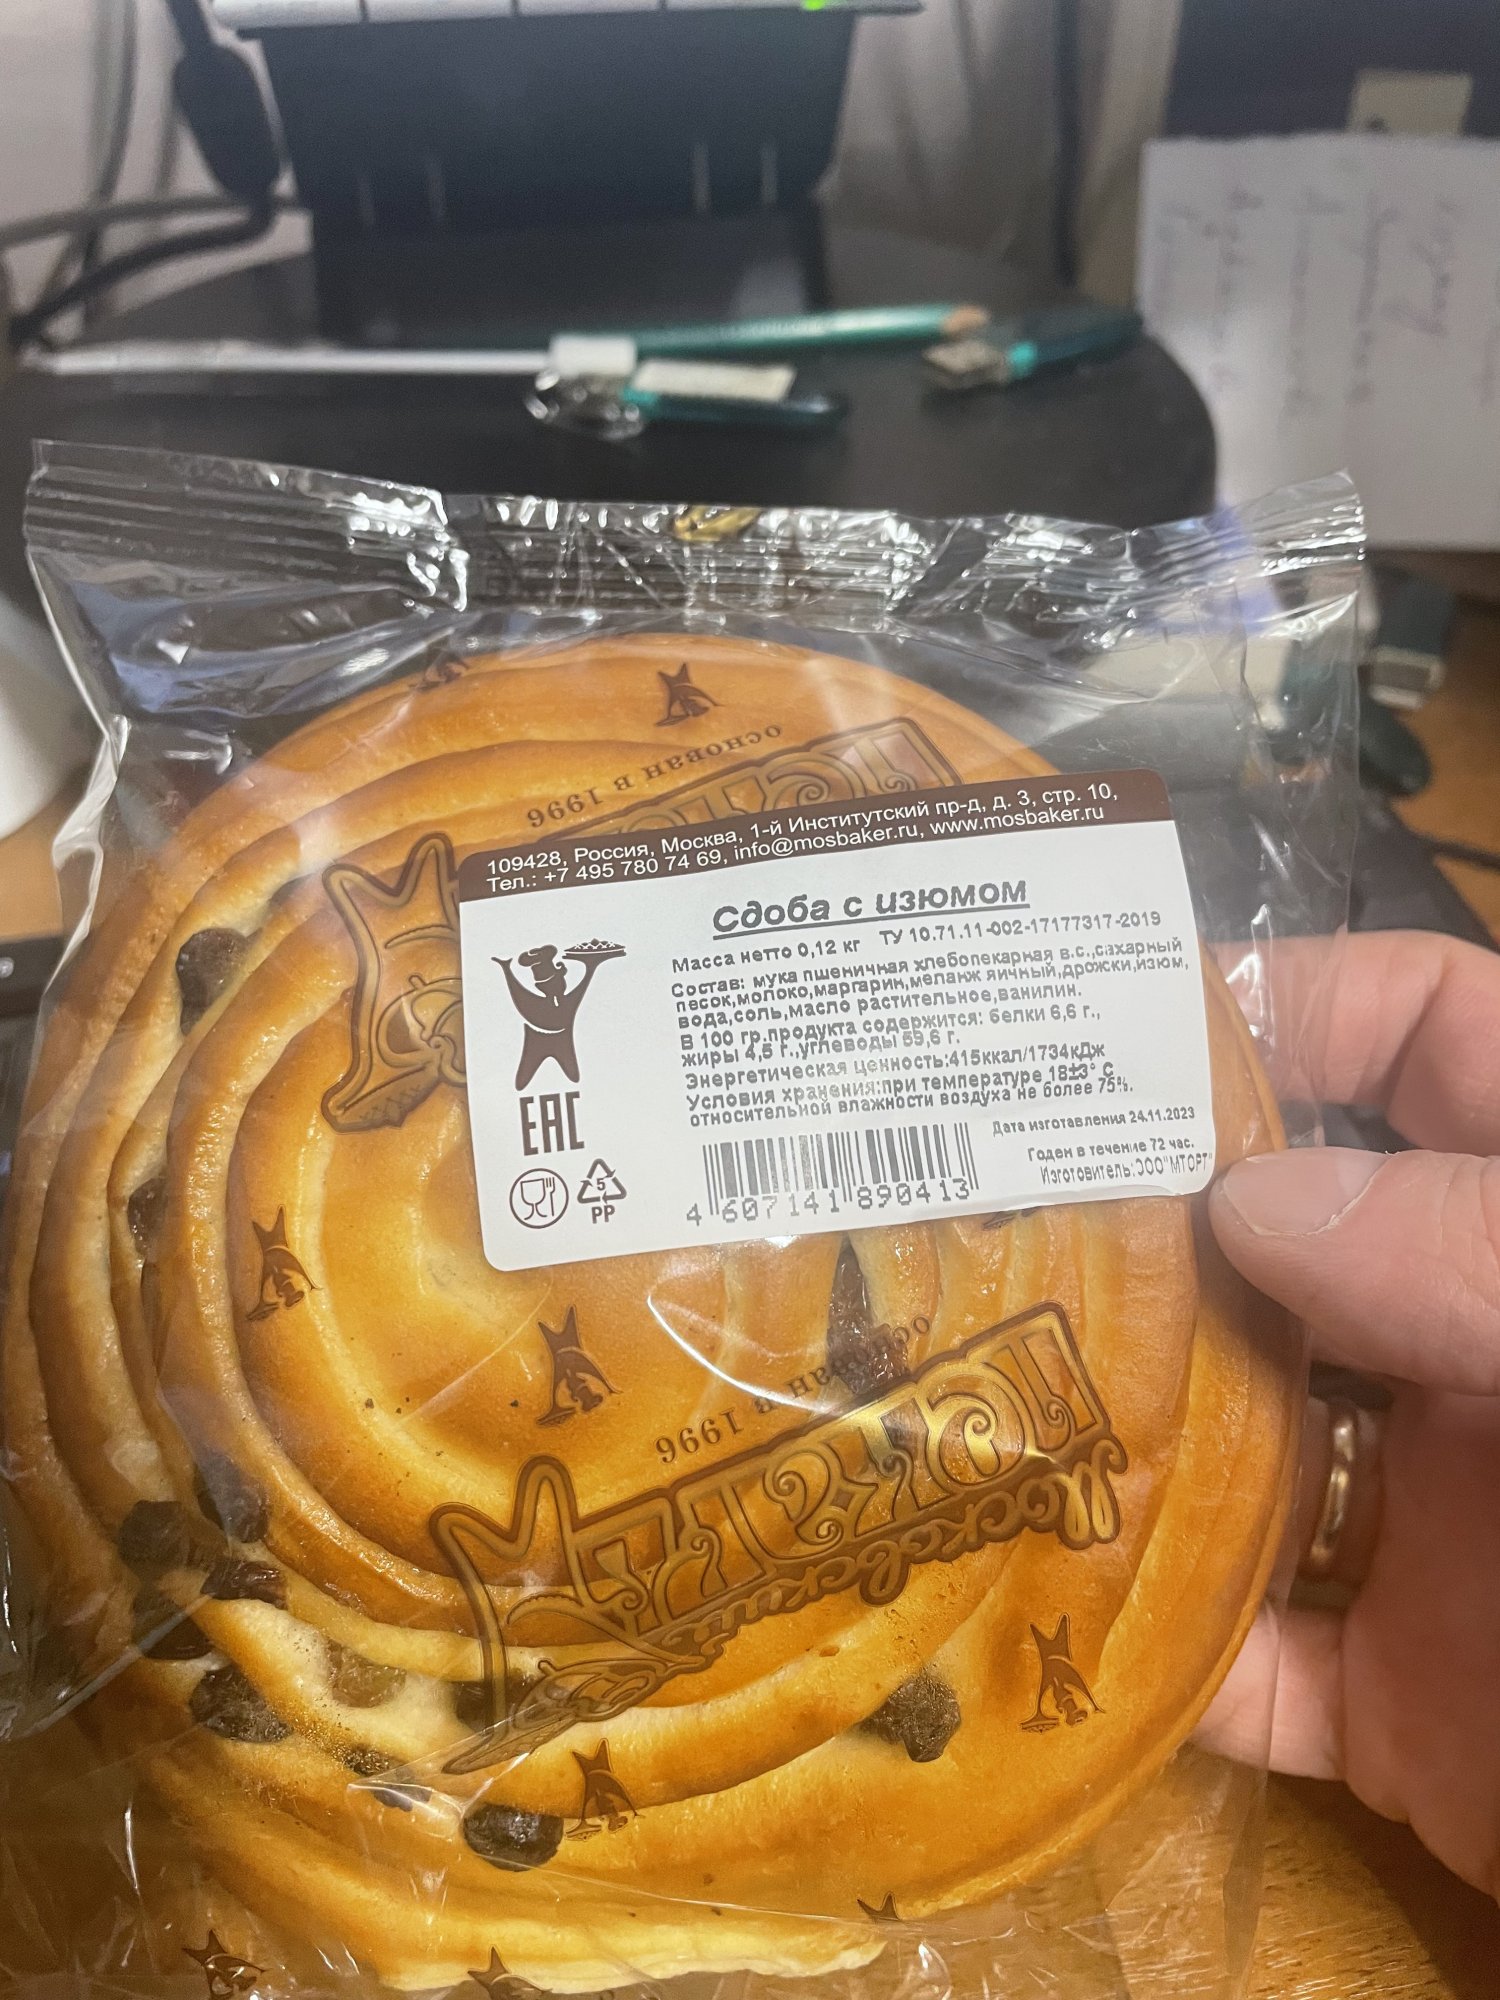 основан в 1996
109428, Россия, Москва, 1-й Институтский пр-д, д. 3, стр. 10,
Тел.: +7 495 780 74 69, info@mosbaker.ru, www.mosbaker.ru
Сдоба с изюмом
Масса нетто 0,12 кг ТУ 10.71.11-002-17177317-2019
Состав: мука пшеничная хлебопекарная в.с.,сахарный
песок,молоко,маргарин,меланж яичный,дрожжи,изюм,
вода,соль,масло растительное,ванилин.
В 100 гр.продукта содержится: белки 6,6 г.,
жиры 4,5 г.,углеводы 59,6 г.
Энергетическая ценность:415ккал/1734кДж
Условия хранения:при температуре 18±3° С
относительной влажности воздуха не более 75%.
Дата изготавления 24.11.2023
Годен в течение 72 час.
Изготовитель:ООО"МТОРТ"
EAC
5
PP
4 607141 890413
основан в 1996
Московский
ПЕКАРЬ